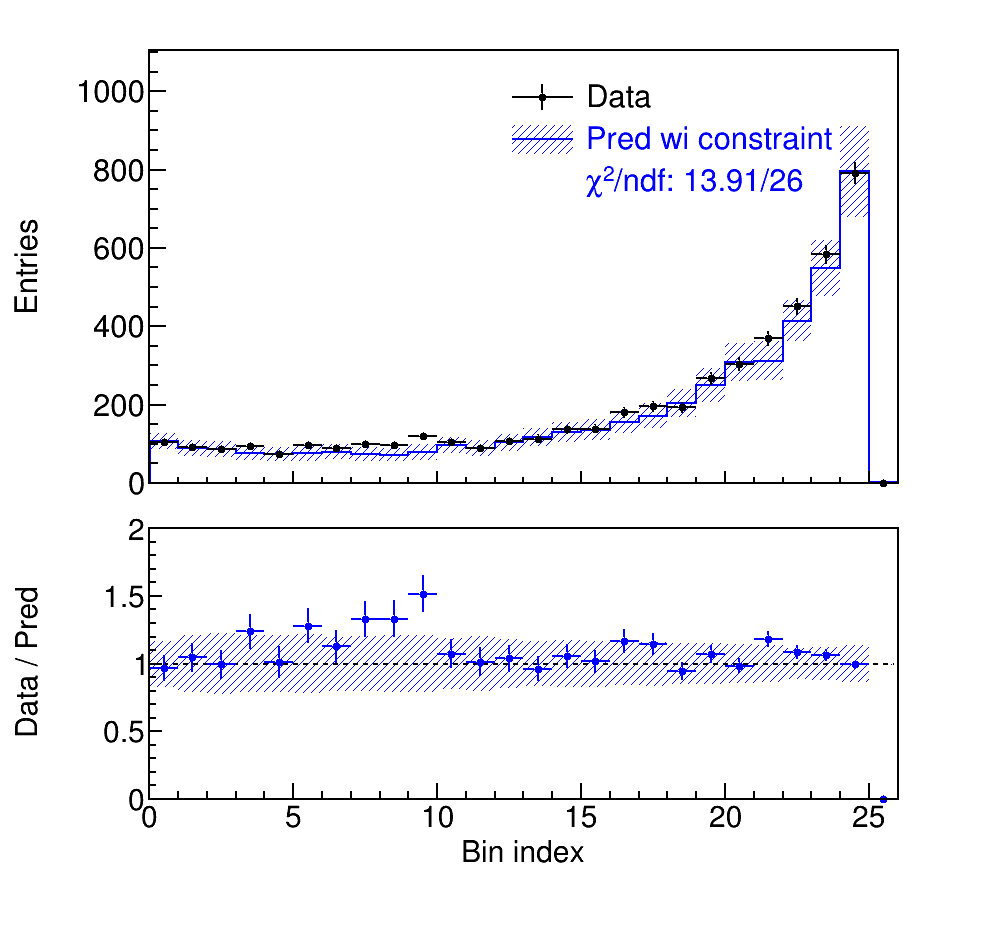 Data
Pred wi constraint
χ²/ndf: 13.91/26
Entries
1000
800
600
400
200
0
Data / Pred
2
1.5
1
0.5
0
0 5 10 15 20 25
Bin index